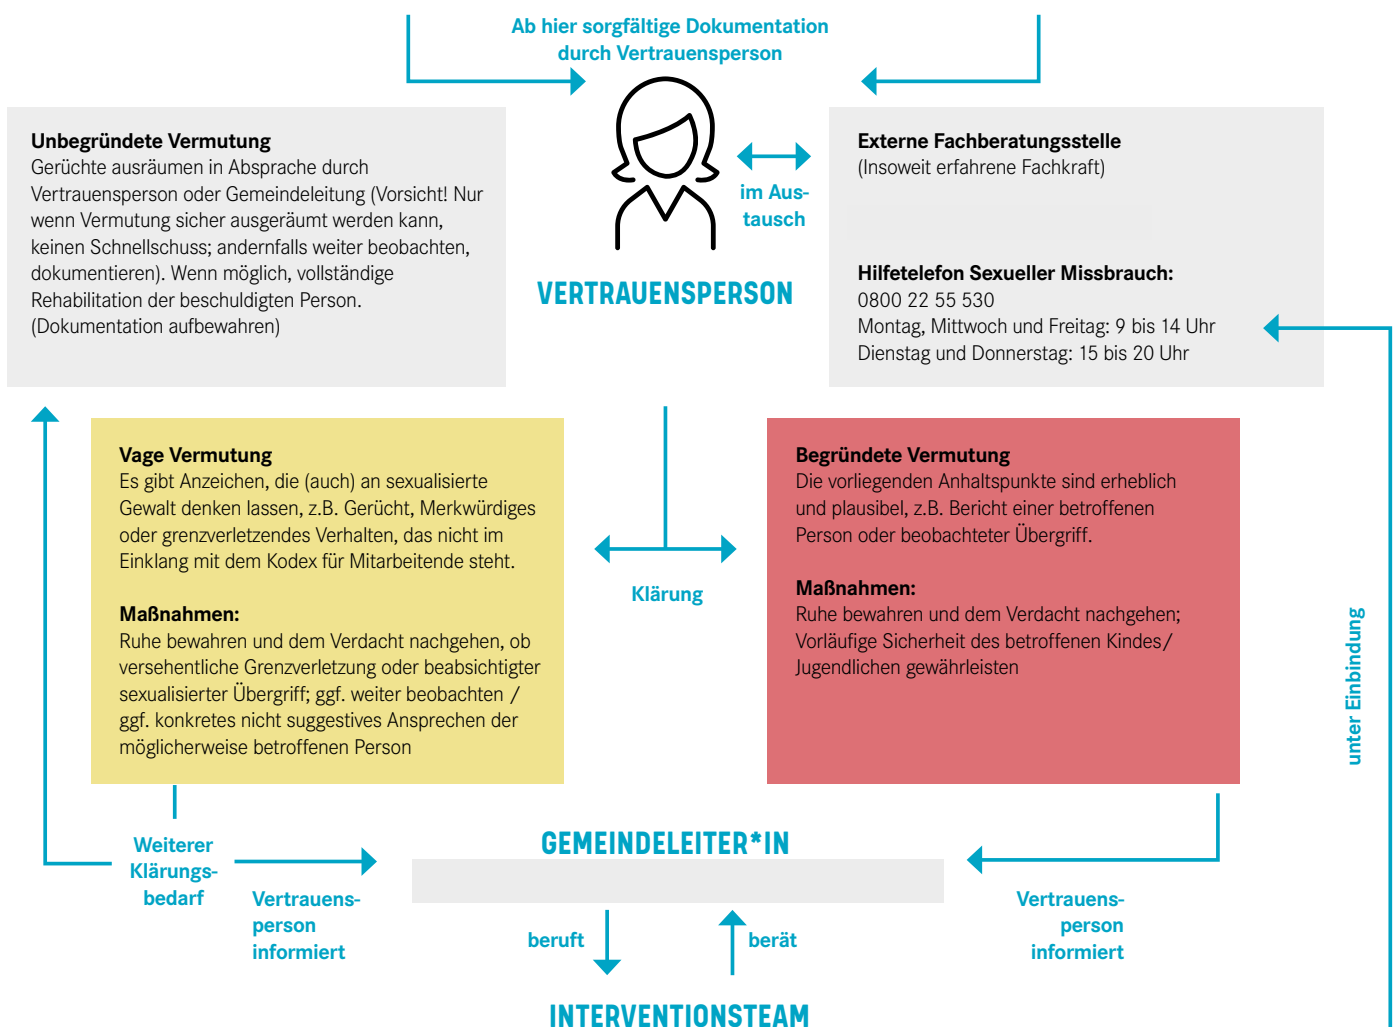 Ab hier sorgfältige Dokumentation
durch Vertrauensperson
Unbegründete Vermutung
Gerüchte ausräumen in Absprache durch
Vertrauensperson oder Gemeindeleitung (Vorsicht! Nur
wenn Vermutung sicher ausgeräumt werden kann,
keinen Schnellschuss; andernfalls weiter beobachten,
dokumentieren). Wenn möglich, vollständige
Rehabilitation der beschuldigten Person.
(Dokumentation aufbewahren)
im Aus-
tausch
VERTRAUENSPERSON
Externe Fachberatungsstelle
(Insoweit erfahrene Fachkraft)
Hilfetelefon Sexueller Missbrauch:
0800 22 55 530
Montag, Mittwoch und Freitag: 9 bis 14 Uhr
Dienstag und Donnerstag: 15 bis 20 Uhr
Vage Vermutung
Es gibt Anzeichen, die (auch) an sexualisierte
Gewalt denken lassen, z.B. Gerücht, Merkwürdiges
oder grenzverletzendes Verhalten, das nicht im
Einklang mit dem Kodex für Mitarbeitende steht.
Maßnahmen:
Ruhe bewahren und dem Verdacht nachgehen, ob
versehentliche Grenzverletzung oder beabsichtigter
sexualisierter Übergriff; ggf. weiter beobachten /
ggf. konkretes nicht suggestives Ansprechen der
möglicherweise betroffenen Person
Klärung
Begründete Vermutung
Die vorliegenden Anhaltspunkte sind erheblich
und plausibel, z.B. Bericht einer betroffenen
Person oder beobachteter Übergriff.
Maßnahmen:
Ruhe bewahren und dem Verdacht nachgehen;
Vorläufige Sicherheit des betroffenen Kindes/
Jugendlichen gewährleisten
unter Einbindung
Weiterer
Klärungs-
bedarf
Vertrauens-
person
informiert
GEMEINDELEITER*IN
Vertrauens-
person
informiert
beruft
berät
INTERVENTIONSTEAM